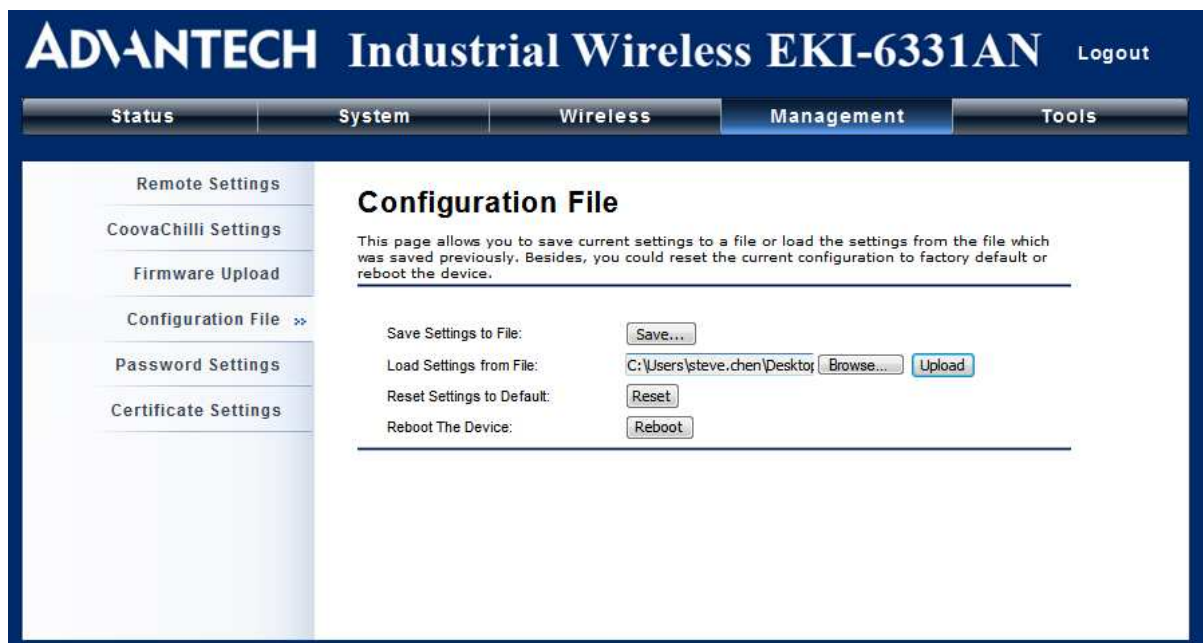 ADVANTECH Industrial Wireless EKI-6331AN Logout
Status System Wireless Management Tools
Remote Settings
CoovaChilli Settings
Firmware Upload
Configuration File »
Password Settings
Certificate Settings
Configuration File
This page allows you to save current settings to a file or load the settings from the file which
was saved previously. Besides, you could reset the current configuration to factory default or
reboot the device.
Save Settings to File: Save...
Load Settings from File: C:\Users\steve.chen\Desktop Browse... Upload
Reset Settings to Default: Reset
Reboot The Device: Reboot